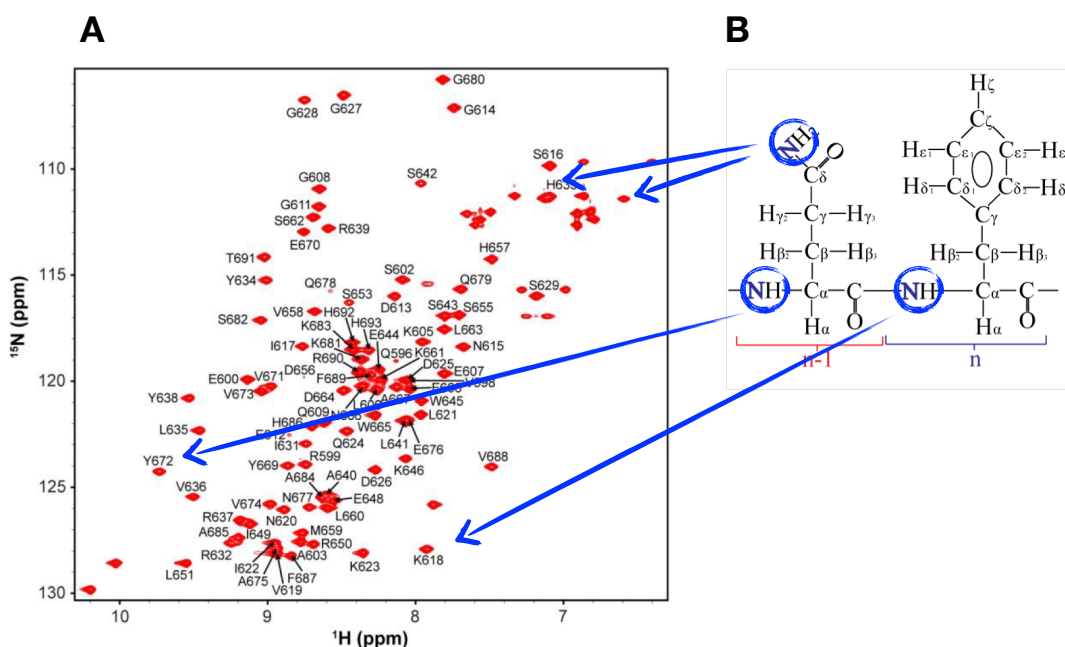 A
B
G680
G628
G627
G614
110
S616
S642
H635
G608
G611
S662
R639
E670
H657
T691
Y634
115
S602
Q679
S629
Q678
S653
D613
V658
H692
S643
S655
S682
K683
H693
E644
K605
L663
I617
K681
Q596
K661
N615
R690
D625
120
E600
V671
D656
F689
E607
V673
D664
L606
A667
W645
Y638
Q609
W665
L621
L635
H686
Q624
L641
I631
E676
Y672
Y669
R599
K646
V688
A684
A640
D626
125
V636
V674
N677
E648
R637
N620
L660
A685
I649
M659
R632
R650
I622
A603
K618
L651
A675
F687
K623
V619
130
10
9
8
7
¹H (ppm)
¹⁵N (ppm)
Hζ
Cζ
NH₂
O
Hε₁
Cε₁
Cε₂
Hε
Cδ
Hδ
Cδ₁
Cδ
Hδ
Hγ₂
Cγ
Hγ₃
Cγ
Hβ₂
Cβ
Hβ₃
Hβ₂
Cβ
Hβ₃
NH
Cα
C
NH
Cα
C
Hα
O
Hα
O
n-1
n